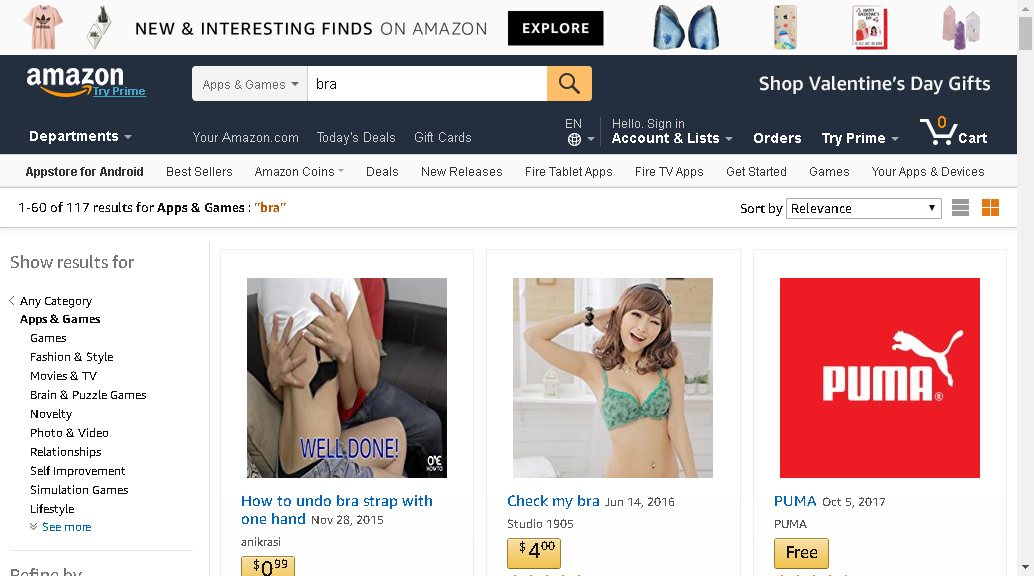 NEW & INTERESTING FINDS ON AMAZON EXPLORE
amazon
Try Prime
Apps & Games bra
Shop Valentine's Day Gifts
Departments
Your Amazon.com Today's Deals Gift Cards
EN
Hello. Sign in
Account & Lists
Orders
Try Prime
0
Cart
Appstore for Android Best Sellers Amazon Coins Deals New Releases Fire Tablet Apps Fire TV Apps Get Started Games Your Apps & Devices
1-60 of 117 results for Apps & Games : "bra"
Sort by Relevance
Show results for
Any Category
Apps & Games
Games
Fashion & Style
Movies & TV
Brain & Puzzle Games
Novelty
Photo & Video
Relationships
Self Improvement
Simulation Games
Lifestyle
See more
Refine by
WELL DONE!
How to undo bra strap with
one hand Nov 28, 2015
anikrasi
$0.99
Check my bra Jun 14, 2016
Studio 1905
$4.00
PUMA®
PUMA Oct 5, 2017
PUMA
Free